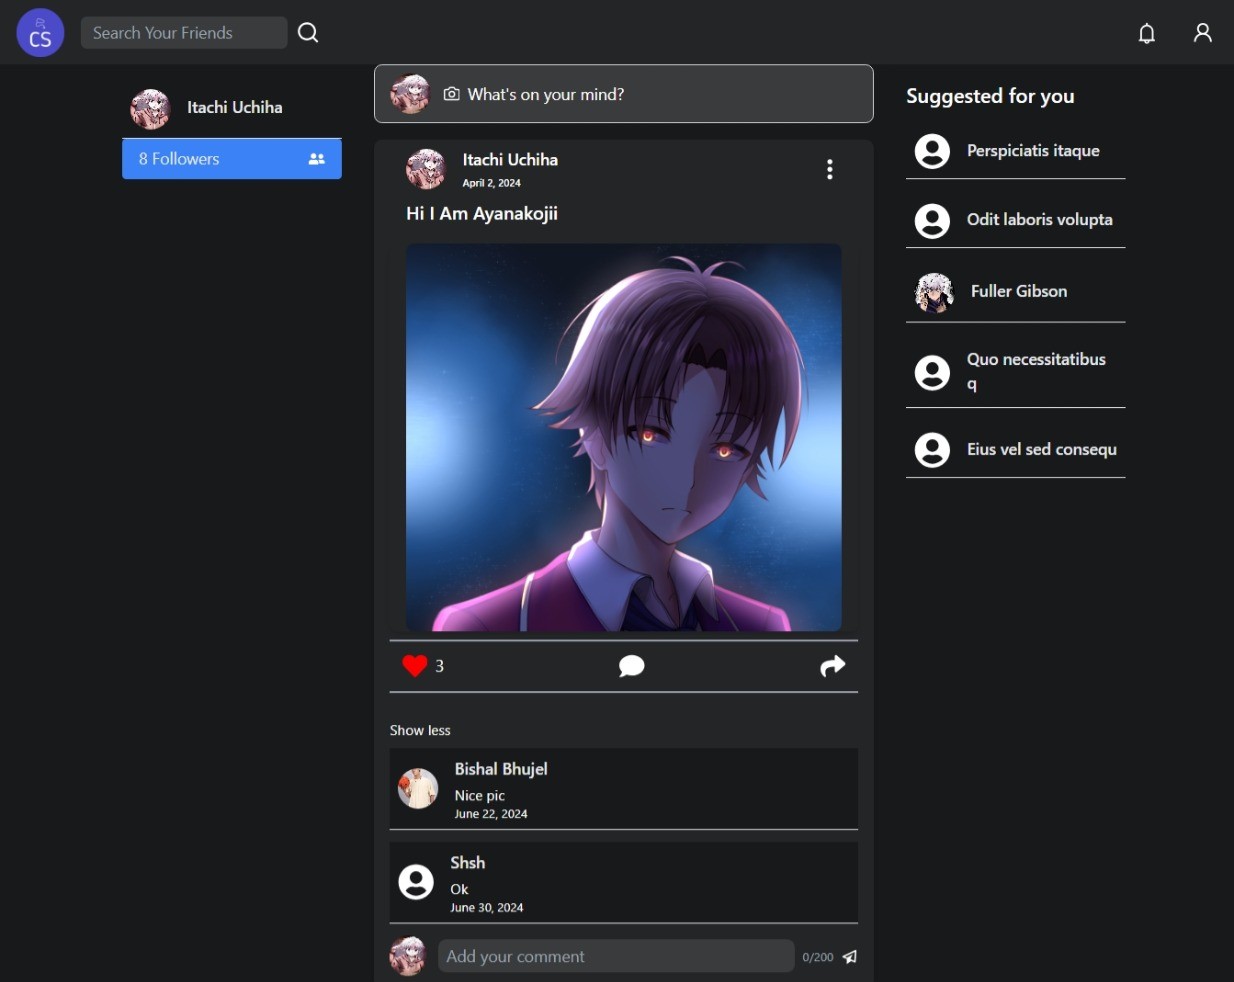 CS
Search Your Friends
Itachi Uchiha
8 Followers
What's on your mind?
Itachi Uchiha
April 2, 2024
Hi I Am Ayanakojii
3
Show less
Bishal Bhujel
Nice pic
June 22, 2024
Shsh
Ok
June 30, 2024
Add your comment
0/200
Suggested for you
Perspiciatis itaque
Odit laboris volupta
Fuller Gibson
Quo necessitatibus
q
Eius vel sed consequ